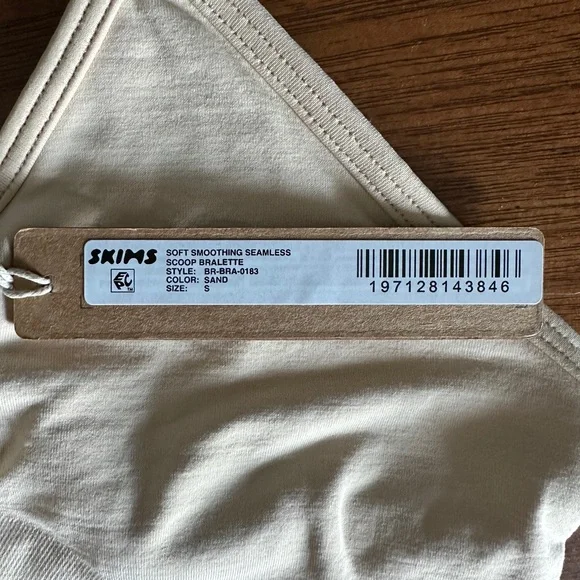 SKIMS
SOFT SMOOTHING SEAMLESS
SCOOP BRALETTE
STYLE: BR-BRA-0183
COLOR: SAND
SIZE: S
197128143846